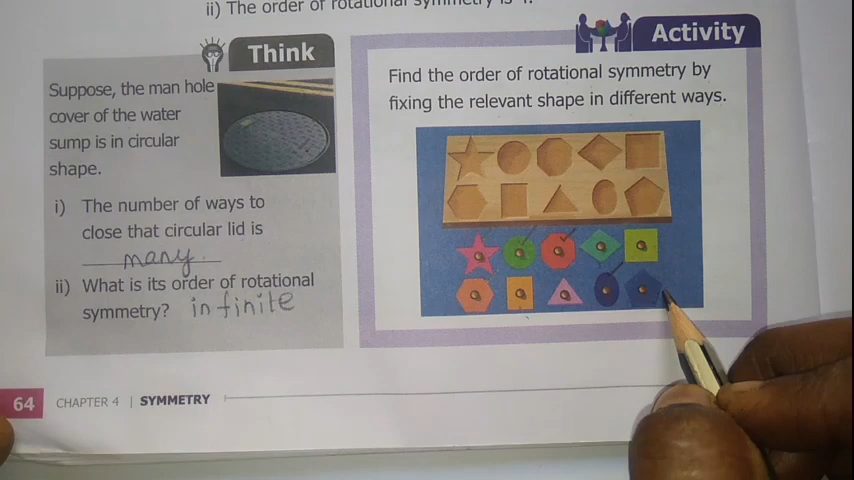 ii) The order of rotational symmetry is 4.
Think
Suppose, the man hole
cover of the water
sump is in circular
shape.
i) The number of ways to
close that circular lid is
many
ii) What is its order of rotational
symmetry? infinite
Activity
Find the order of rotational symmetry by
fixing the relevant shape in different ways.
64 CHAPTER 4 | SYMMETRY